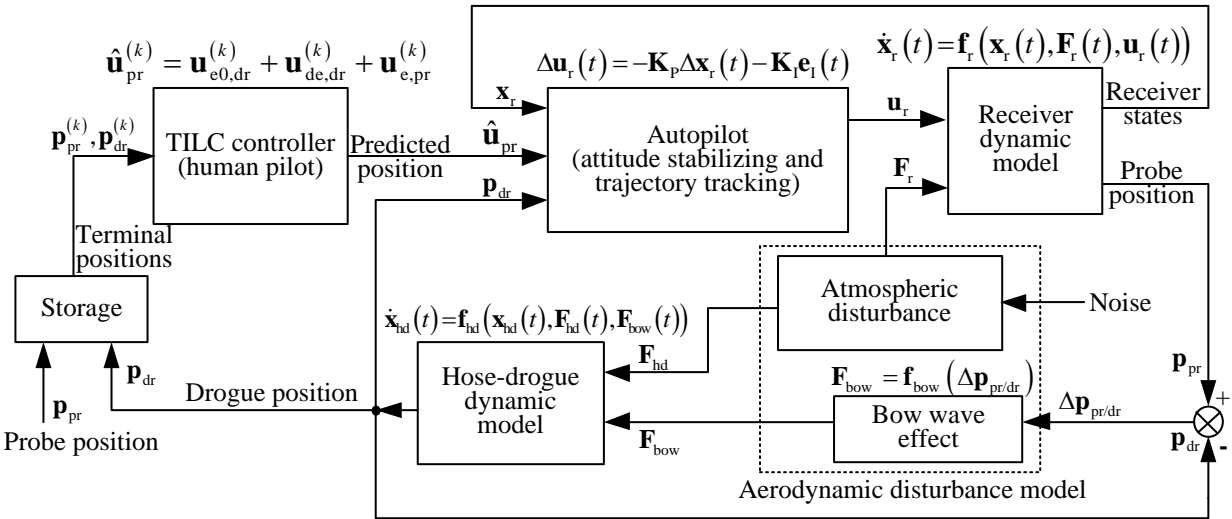 ẋ_r(t)=f_r(x_r(t),F_r(t),u_r(t))
û_pr^(k) = u_e0,dr^(k) + u_de,dr^(k) + u_e,pr^(k)
Δu_r(t)=−K_PΔx_r(t)−K_Ie_I(t)
x_r
u_r
Receiver
states
p_pr^(k),p_dr^(k)
TILC controller
(human pilot)
Predicted
position
û_pr
p_dr
Autopilot
(attitude stabilizing and
trajectory tracking)
Receiver
dynamic
model
F_r
Probe
position
Terminal
positions
Storage
Atmospheric
disturbance
Noise
ẋ_hd(t)=f_hd(x_hd(t),F_hd(t),F_bow(t))
F_hd
p_dr
Drogue position
Hose-drogue
dynamic
model
F_bow = f_bow(Δp_pr/dr)
Bow wave
effect
F_bow
Δp_pr/dr
p_pr
+
p_dr
-
p_pr
Probe position
Aerodynamic disturbance model